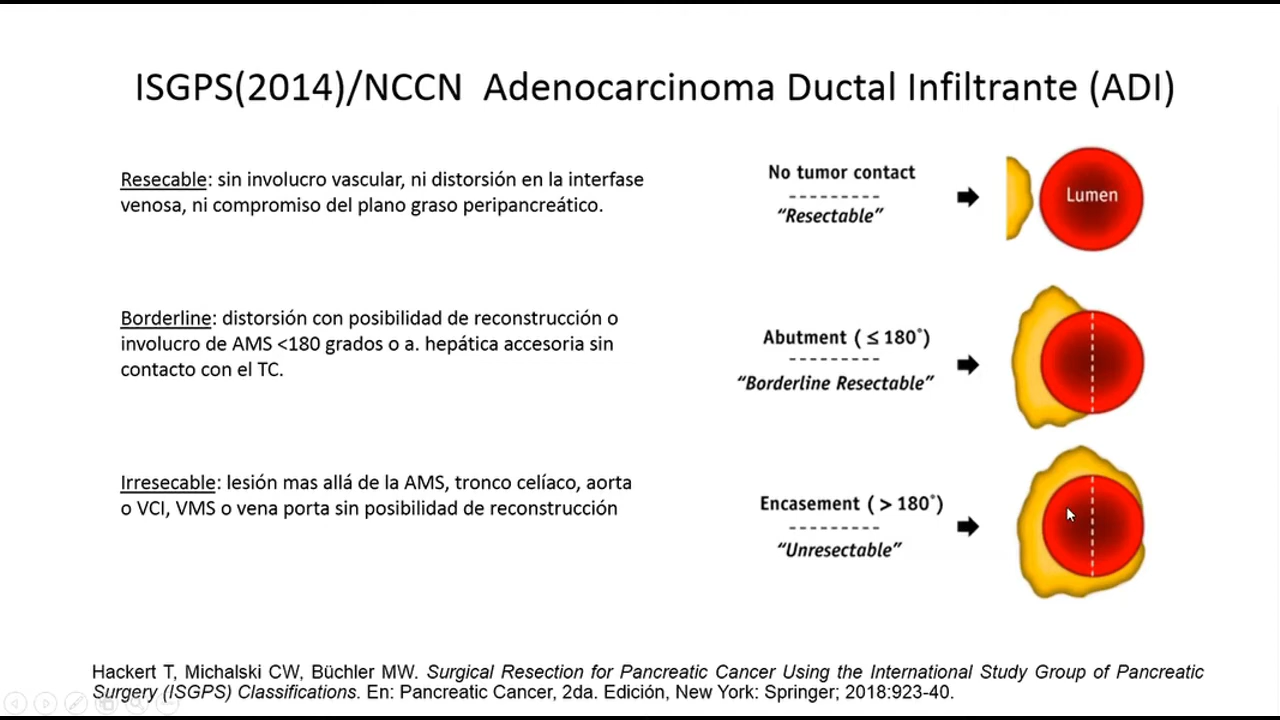 ISGPS(2014)/NCCN Adenocarcinoma Ductal Infiltrante (ADI)
Resecable: sin involucro vascular, ni distorsión en la interfase
venosa, ni compromiso del plano graso peripancreático.
No tumor contact
---------
"Resectable"
Lumen
Borderline: distorsión con posibilidad de reconstrucción o
involucro de AMS <180 grados o a. hepática accesoria sin
contacto con el TC.
Abutment ( ≤ 180°)
---------
"Borderline Resectable"
Irresecable: lesión mas allá de la AMS, tronco celíaco, aorta
o VCI, VMS o vena porta sin posibilidad de reconstrucción
Encasement ( > 180°)
---------
"Unresectable"
Hackert T, Michalski CW, Büchler MW. Surgical Resection for Pancreatic Cancer Using the International Study Group of Pancreatic
Surgery (ISGPS) Classifications. En: Pancreatic Cancer, 2da. Edición, New York: Springer; 2018:923-40.